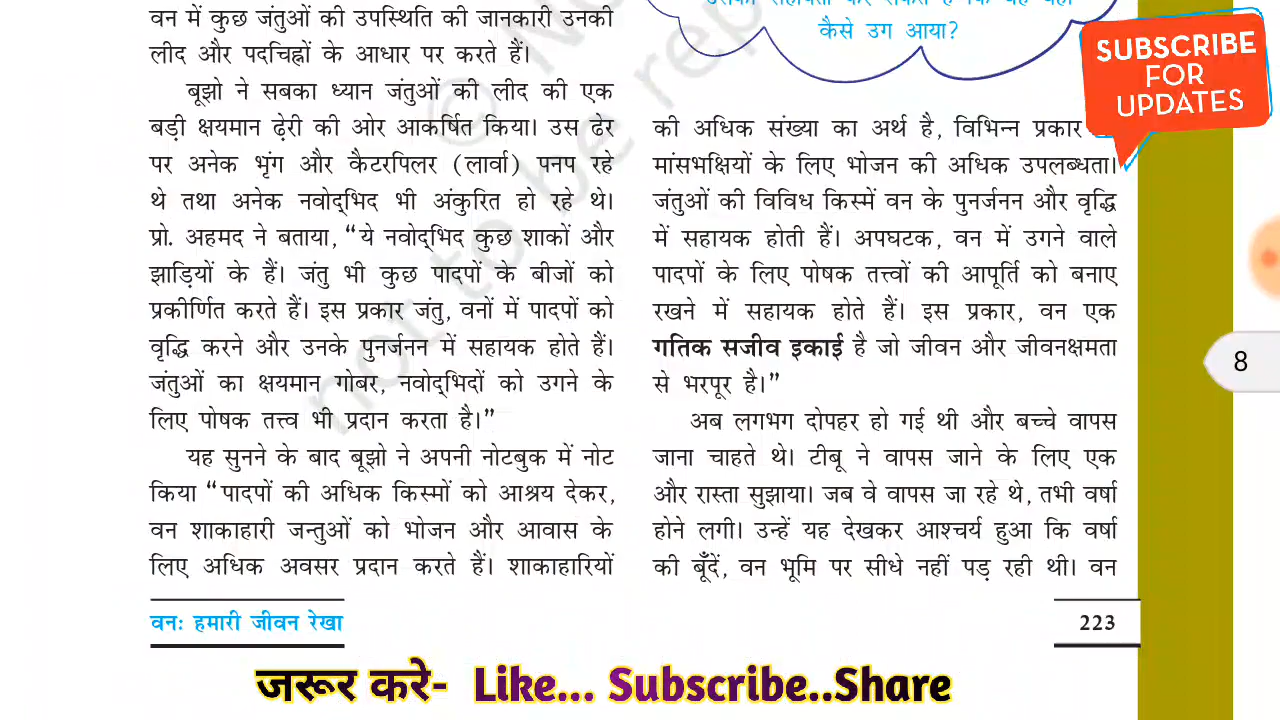 वन में कुछ जंतुओं की उपस्थिति की जानकारी उनकी
लीद और पदचिह्नों के आधार पर करते हैं।
बूझो ने सबका ध्यान जंतुओं की लीद की एक
बड़ी क्षयमान ढ़ेरी की ओर आकर्षित किया। उस ढेर
पर अनेक भृंग और कैटरपिलर (लार्वा) पनप रहे
थे तथा अनेक नवोद्‌भिद भी अंकुरित हो रहे थे।
प्रो. अहमद ने बताया, “ये नवोद्‌भिद कुछ शाकों और
झाड़ियों के हैं। जंतु भी कुछ पादपों के बीजों को
प्रकीर्णित करते हैं। इस प्रकार जंतु, वनों में पादपों को
वृद्धि करने और उनके पुनर्जनन में सहायक होते हैं।
जंतुओं का क्षयमान गोबर, नवोद्‌भिदों को उगने के
लिए पोषक तत्त्व भी प्रदान करता है।”
यह सुनने के बाद बूझो ने अपनी नोटबुक में नोट
किया “पादपों की अधिक किस्मों को आश्रय देकर,
वन शाकाहारी जन्तुओं को भोजन और आवास के
लिए अधिक अवसर प्रदान करते हैं। शाकाहारियों
कैसे उग आया?
की अधिक संख्या का अर्थ है, विभिन्न प्रकार
मांसभक्षियों के लिए भोजन की अधिक उपलब्धता।
जंतुओं की विविध किस्में वन के पुनर्जनन और वृद्धि
में सहायक होती हैं। अपघटक, वन में उगने वाले
पादपों के लिए पोषक तत्त्वों की आपूर्ति को बनाए
रखने में सहायक होते हैं। इस प्रकार, वन एक
गतिक सजीव इकाई है जो जीवन और जीवनक्षमता
से भरपूर है।”
अब लगभग दोपहर हो गई थी और बच्चे वापस
जाना चाहते थे। टीबू ने वापस जाने के लिए एक
और रास्ता सुझाया। जब वे वापस जा रहे थे, तभी वर्षा
होने लगी। उन्हें यह देखकर आश्चर्य हुआ कि वर्षा
की बूँदें, वन भूमि पर सीधे नहीं पड़ रही थी। वन
वनः हमारी जीवन रेखा
223
SUBSCRIBE
FOR
UPDATES
8
जरूर करे- Like... Subscribe..Share
not to be rep